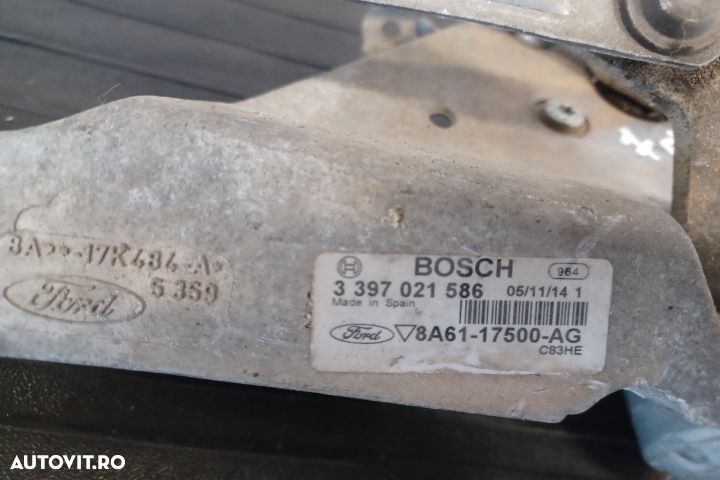 8A**-17K484-A*
5 359
Ford
BOSCH 964
3 397 021 586 05/11/14 1
Made in Spain
Ford ▽8A61-17500-AG
C83HE
AUTOVIT.RO